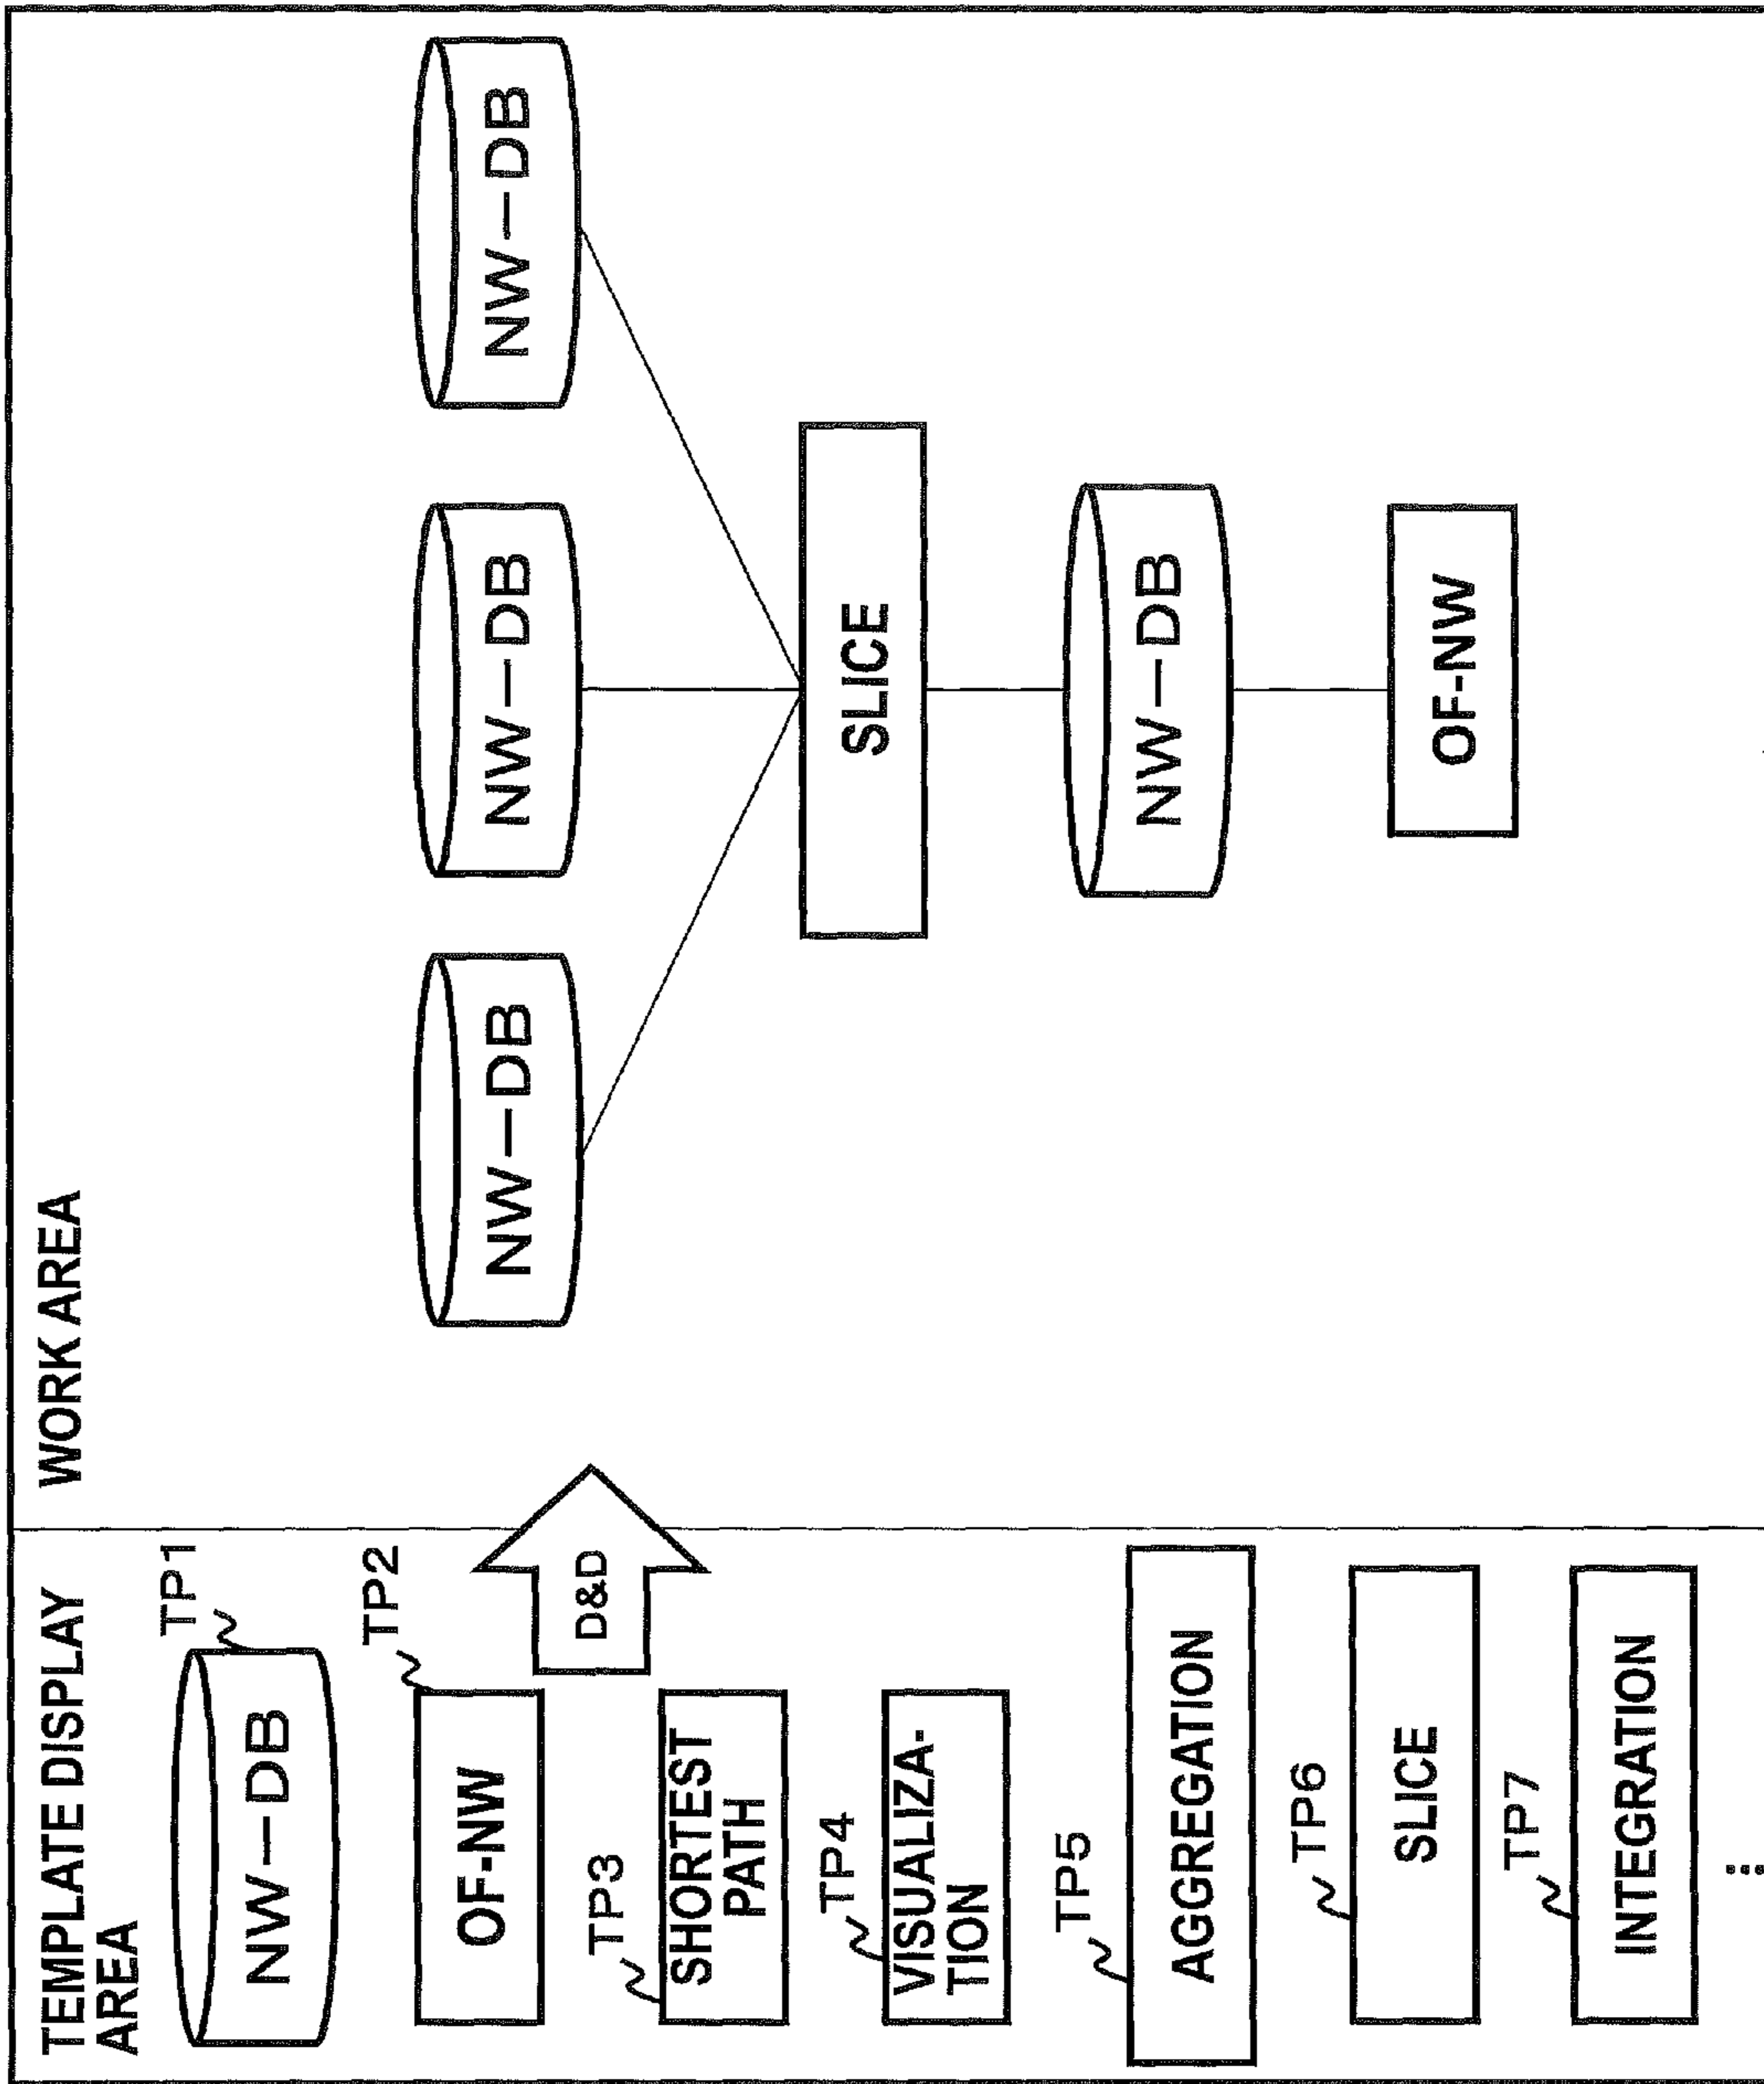 TEMPLATE DISPLAY
AREA
TP1
NW-DB
TP2
OF-NW
D&D
TP3
SHORTEST
PATH
TP4
VISUALIZA-
TION
TP5
AGGREGATION
TP6
SLICE
TP7
INTEGRATION
...
WORK AREA
NW-DB
NW-DB
NW-DB
SLICE
NW-DB
OF-NW